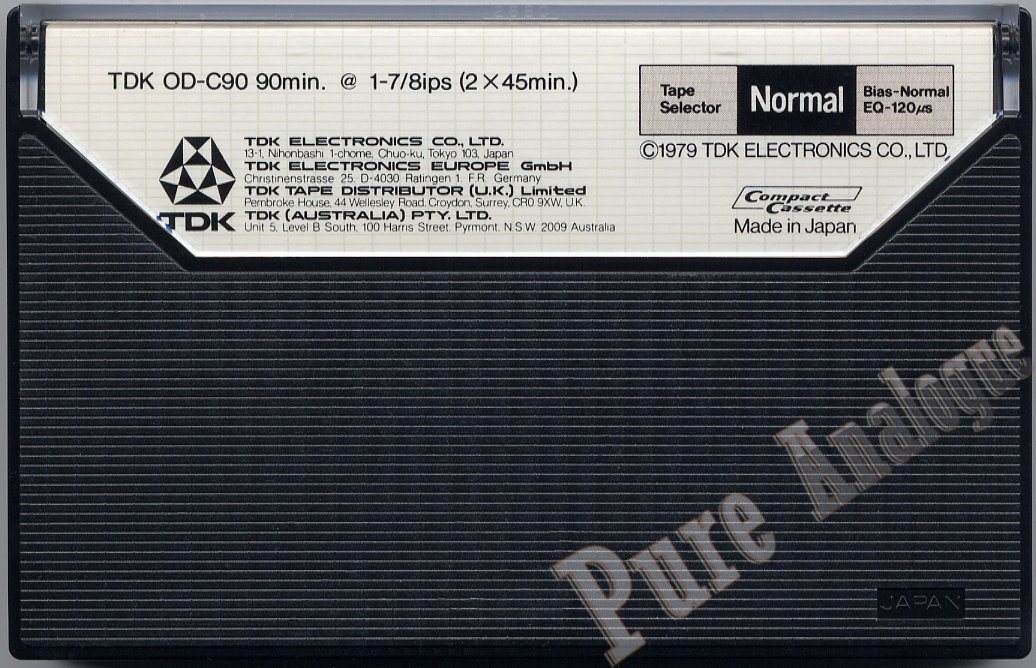 TDK OD-C90 90min. @ 1-7/8ips (2×45min.)
Tape Selector
Normal
Bias-Normal
EQ-120μs
©1979 TDK ELECTRONICS CO., LTD,
TDK
TDK ELECTRONICS CO., LTD.
13-1, Nihonbashi 1-chome, Chuo-ku, Tokyo 103, Japan
TDK ELECTRONICS EUROPE GmbH
Christinenstrasse 25. D-4030 Ratingen 1. F.R. Germany
TDK TAPE DISTRIBUTOR (U.K.) Limited
Pembroke House, 44 Wellesley Road. Croydon, Surrey, CR0 9XW, U.K.
TDK (AUSTRALIA) PTY. LTD.
Unit 5. Level B South, 100 Harris Street. Pyrmont. N.S.W. 2009 Australia
Compact
Cassette
Made in Japan
Pure Analogue
JAPAN